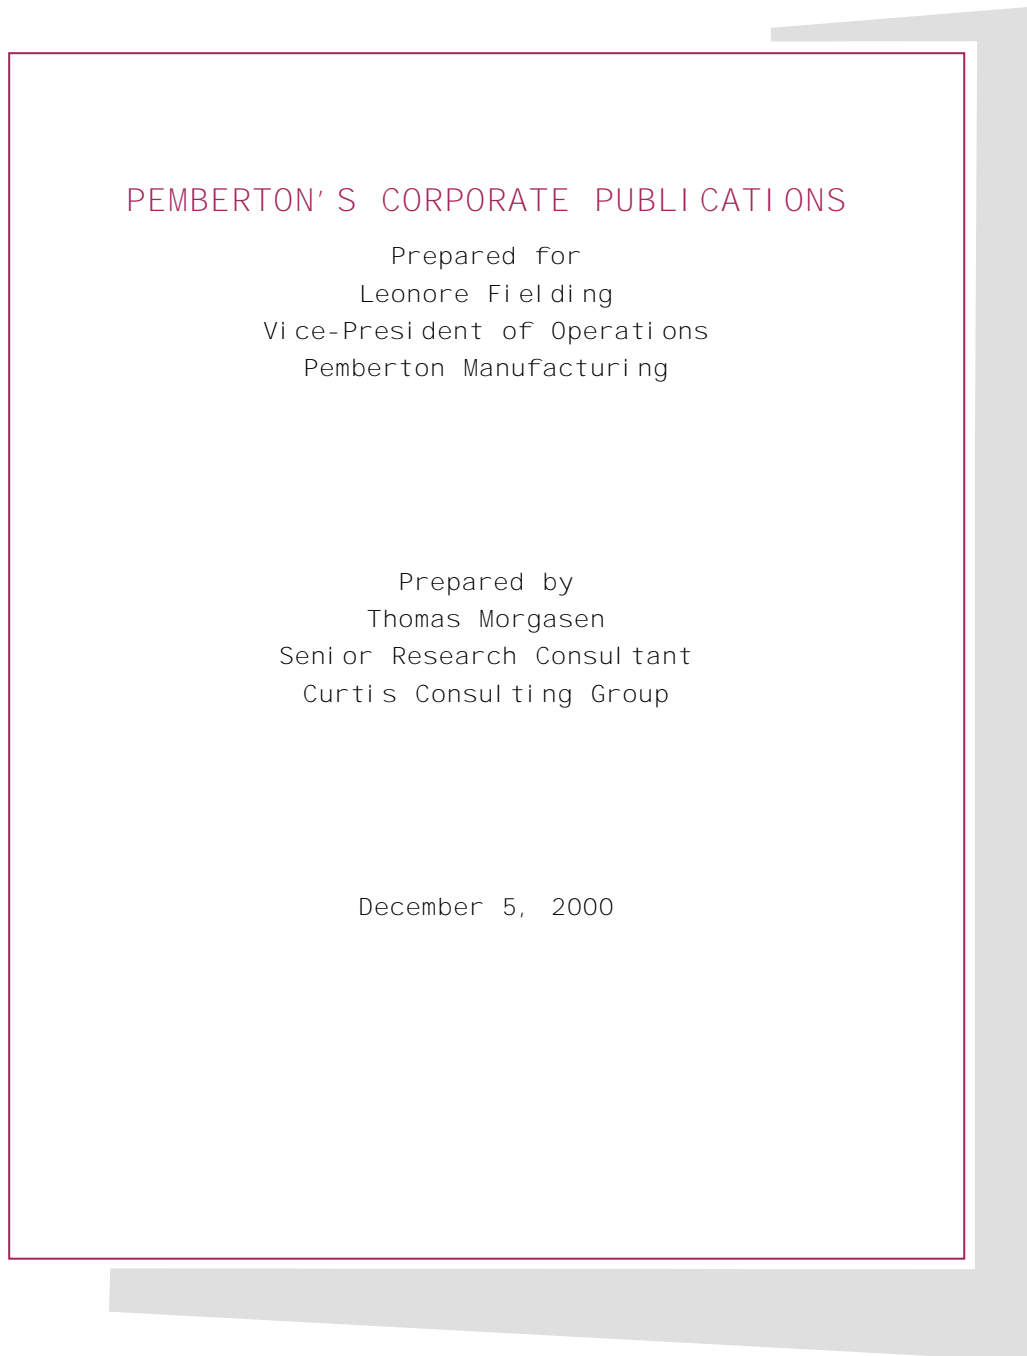 PEMBERTON'S CORPORATE PUBLICATIONS
Prepared for
Leonore Fielding
Vice-President of Operations
Pemberton Manufacturing
Prepared by
Thomas Morgasen
Senior Research Consultant
Curtis Consulting Group
December 5, 2000